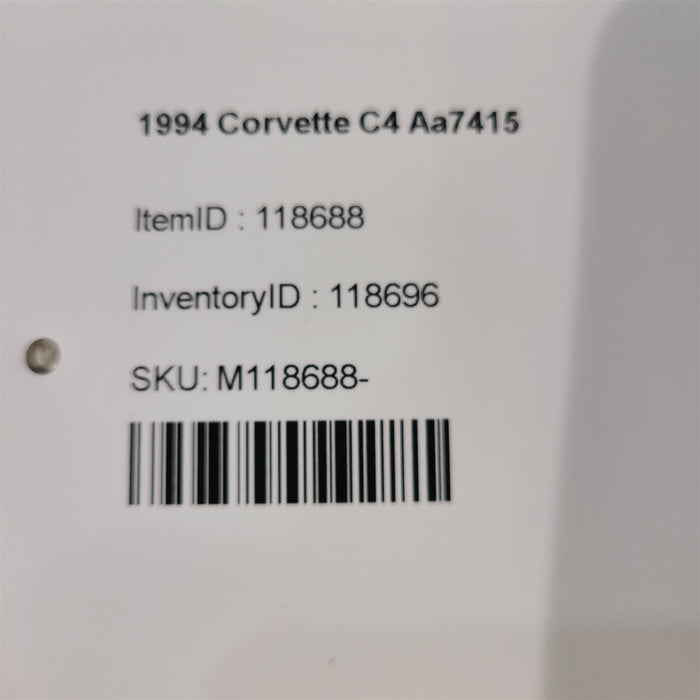 1994 Corvette C4 Aa7415
ItemID : 118688
InventoryID : 118696
SKU: M118688-